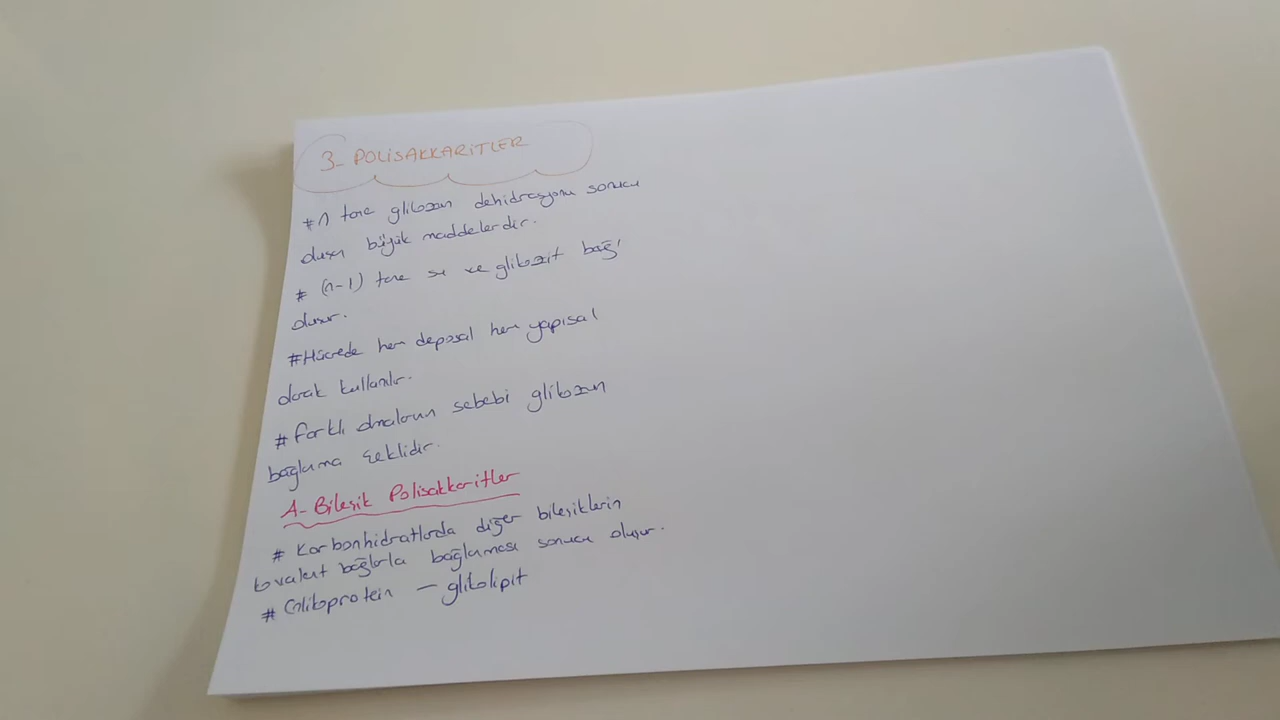 3- POLİSAKKARİTLER
# n tane glikozun dehidrasyonu sonucu
oluşan büyük maddelerdir.
# (n-1) tane su ve glikozit bağı
oluşur.
# Hücrede hem deposal hem yapısal
olarak kullanılır.
# Farklı olmalarının sebebi glikozun
bağlanma şeklidir.
A- Bileşik Polisakkaritler
# Karbonhidratlarda diğer bileşiklerin
kovalent bağlarla bağlanması sonucu oluşur.
# Glikoprotein – glikolipit